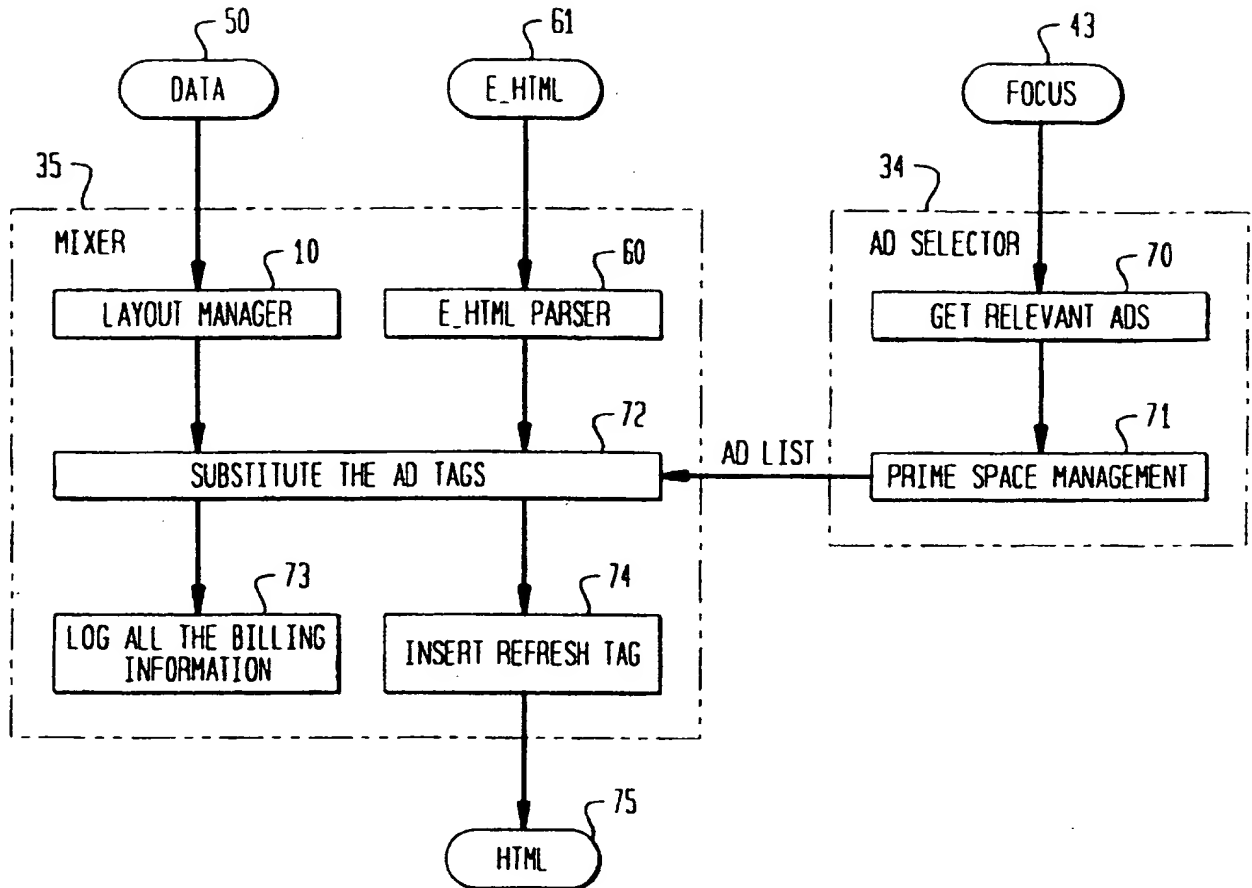 50
61
43
DATA
E_HTML
FOCUS
35
34
MIXER
AD SELECTOR
10
60
70
LAYOUT MANAGER
E_HTML PARSER
GET RELEVANT ADS
72
71
SUBSTITUTE THE AD TAGS
AD LIST
PRIME SPACE MANAGEMENT
73
74
LOG ALL THE BILLING
INFORMATION
INSERT REFRESH TAG
75
HTML